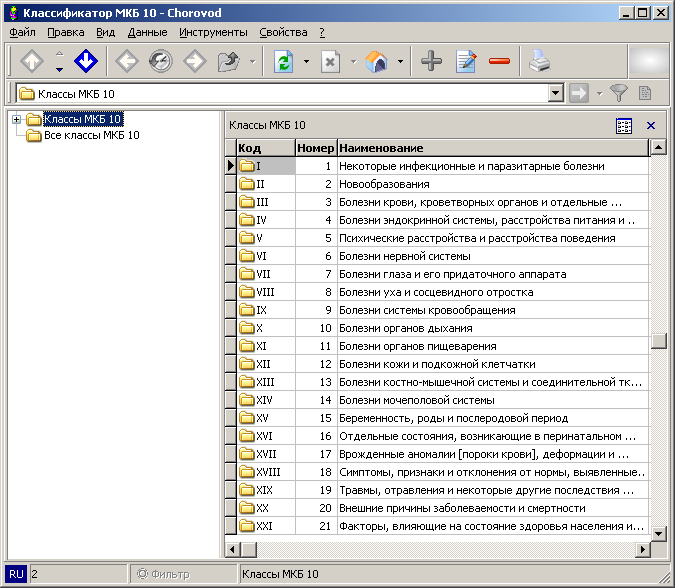 Классификатор МКБ 10 - Chorovod
Файл Правка Вид Данные Инструменты Свойства ?
Классы МКБ 10
Классы МКБ 10
Все классы МКБ 10
Классы МКБ 10
Код Номер Наименование
I 1 Некоторые инфекционные и паразитарные болезни
II 2 Новообразования
III 3 Болезни крови, кроветворных органов и отдельные ...
IV 4 Болезни эндокринной системы, расстройства питания и ..
V 5 Психические расстройства и расстройства поведения
VI 6 Болезни нервной системы
VII 7 Болезни глаза и его придаточного аппарата
VIII 8 Болезни уха и сосцевидного отростка
IX 9 Болезни системы кровообращения
X 10 Болезни органов дыхания
XI 11 Болезни органов пищеварения
XII 12 Болезни кожи и подкожной клетчатки
XIII 13 Болезни костно-мышечной системы и соединительной тк...
XIV 14 Болезни мочеполовой системы
XV 15 Беременность, роды и послеродовой период
XVI 16 Отдельные состояния, возникающие в перинатальном ...
XVII 17 Врожденные аномалии [пороки крови], деформации и ...
XVIII 18 Симптомы, признаки и отклонения от нормы, выявленные..
XIX 19 Травмы, отравления и некоторые другие последствия ...
XX 20 Внешние причины заболеваемости и смертности
XXI 21 Факторы, влияющие на состояние здоровья населения и...
RU 2 Фильтр Классы МКБ 10